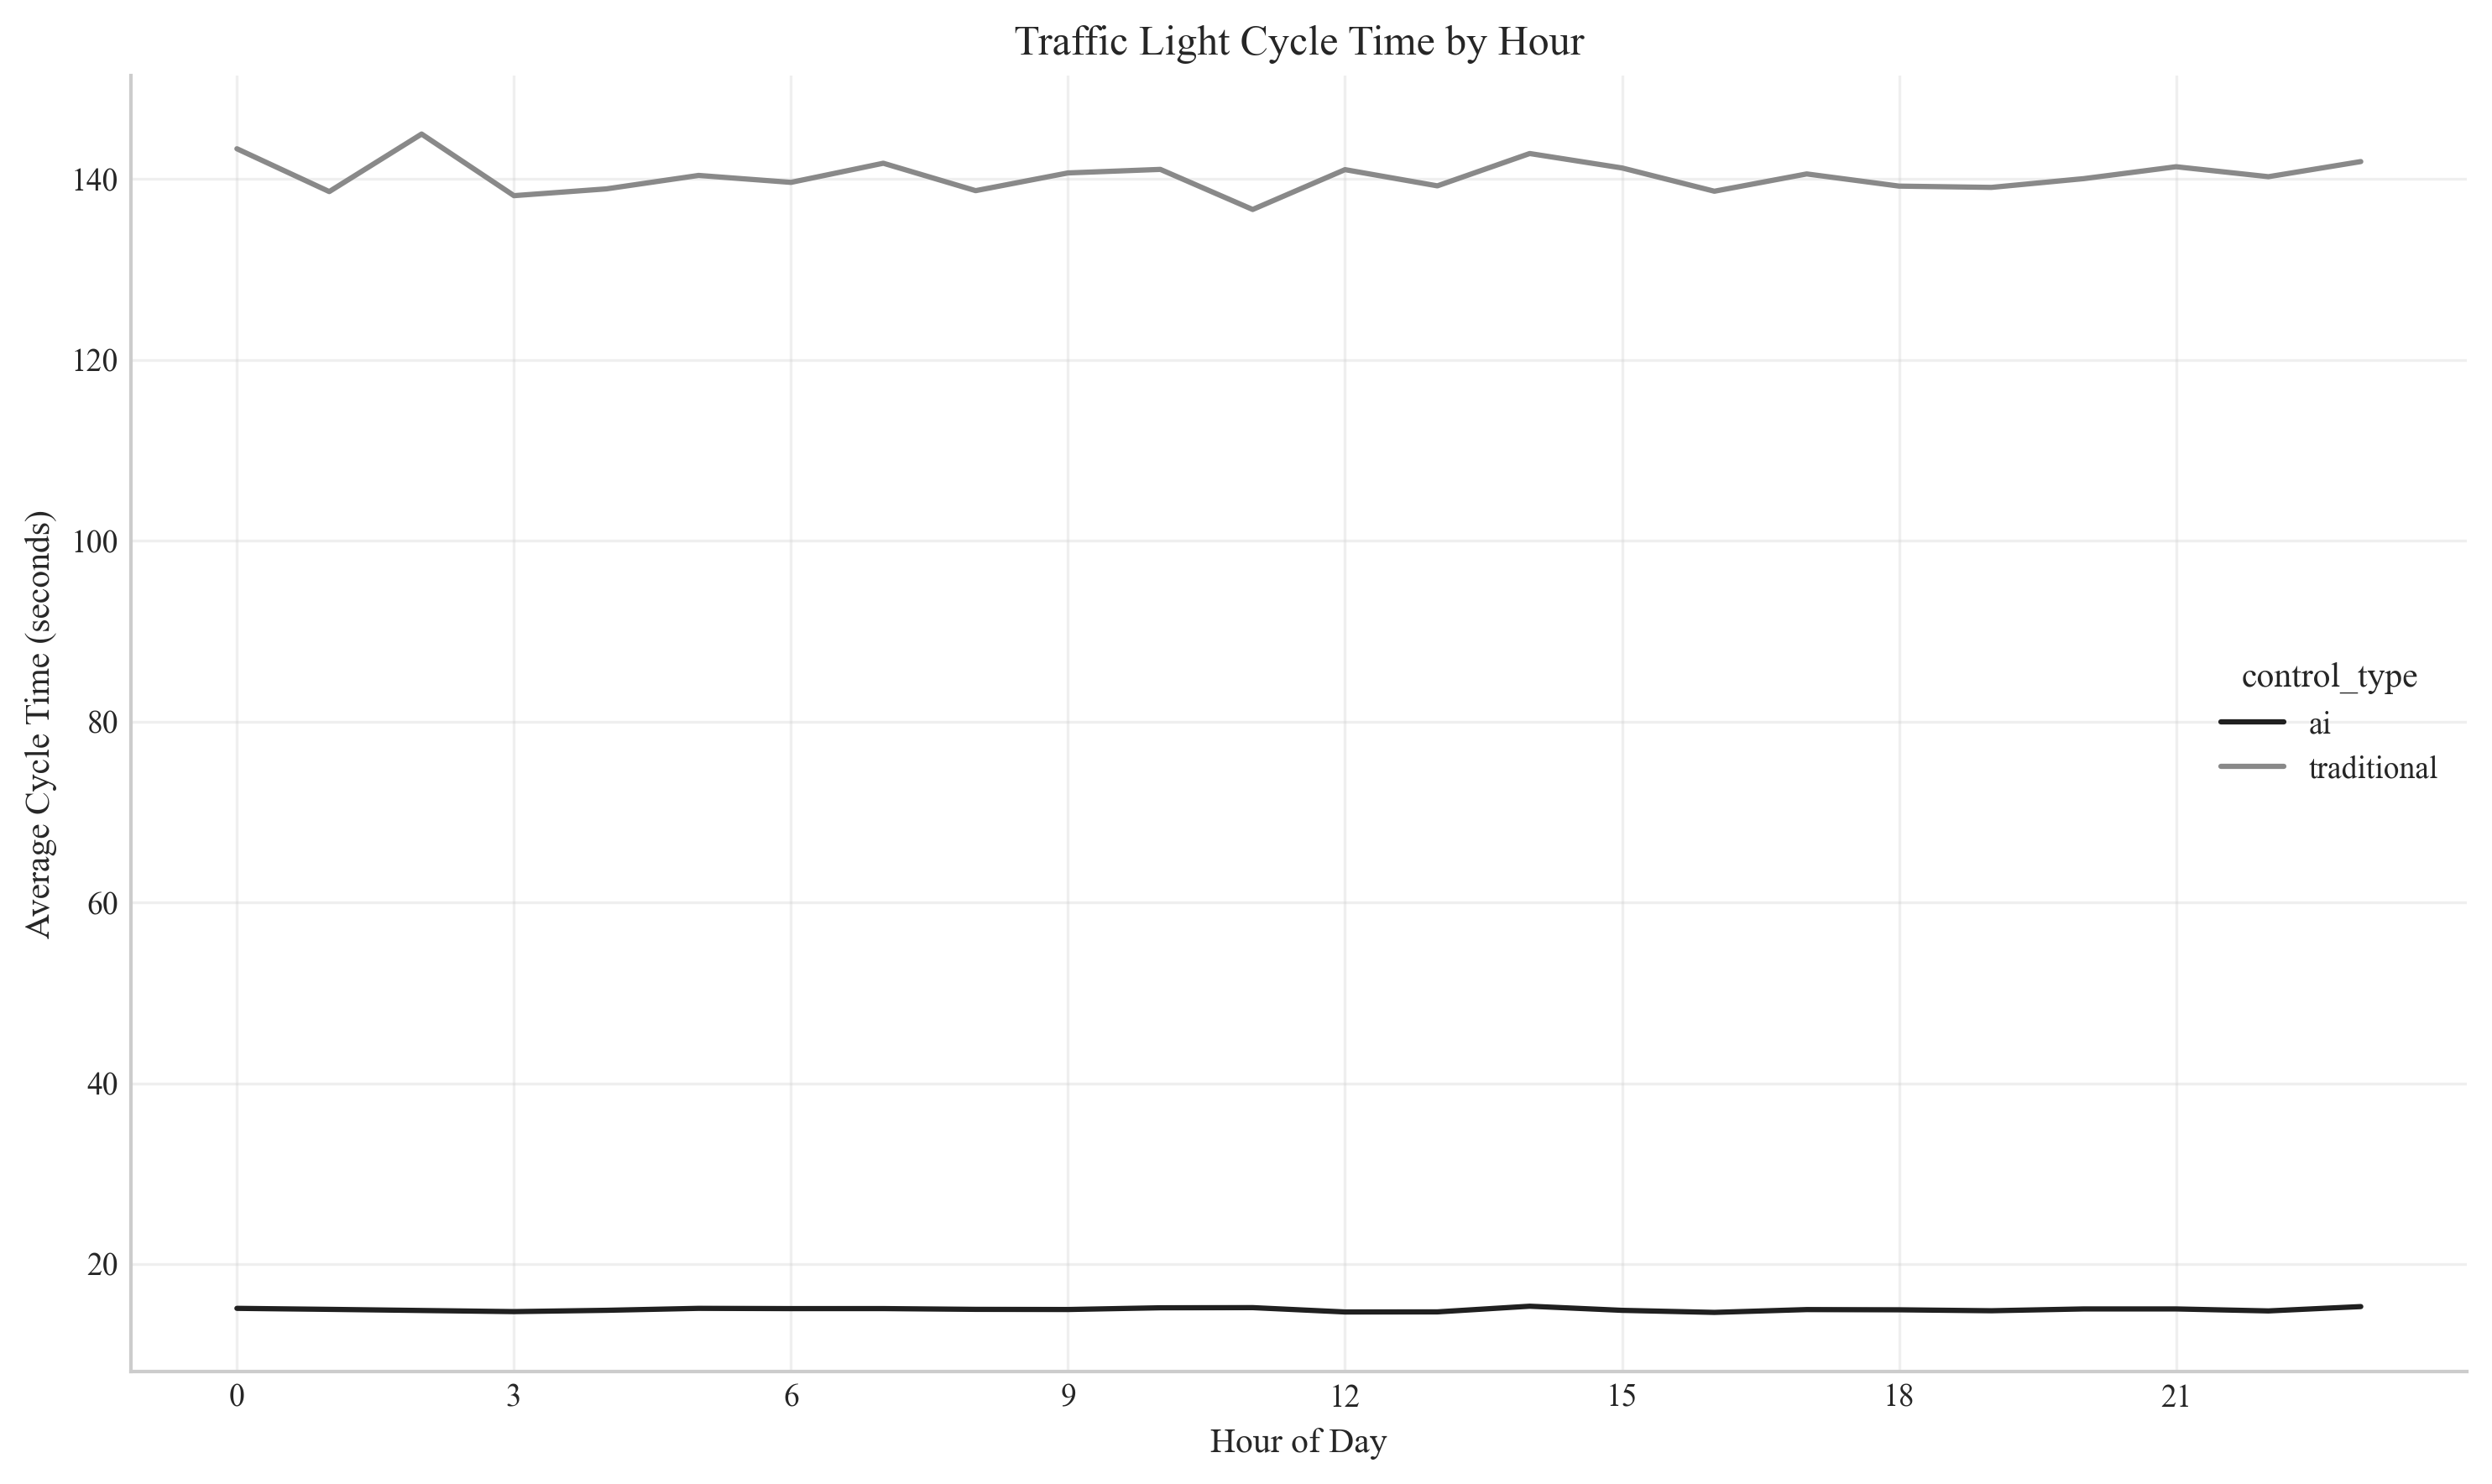 Traffic Light Cycle Time by Hour
Average Cycle Time (seconds)
140
120
100
80
60
40
20
control_type
ai
traditional
0 3 6 9 12 15 18 21
Hour of Day